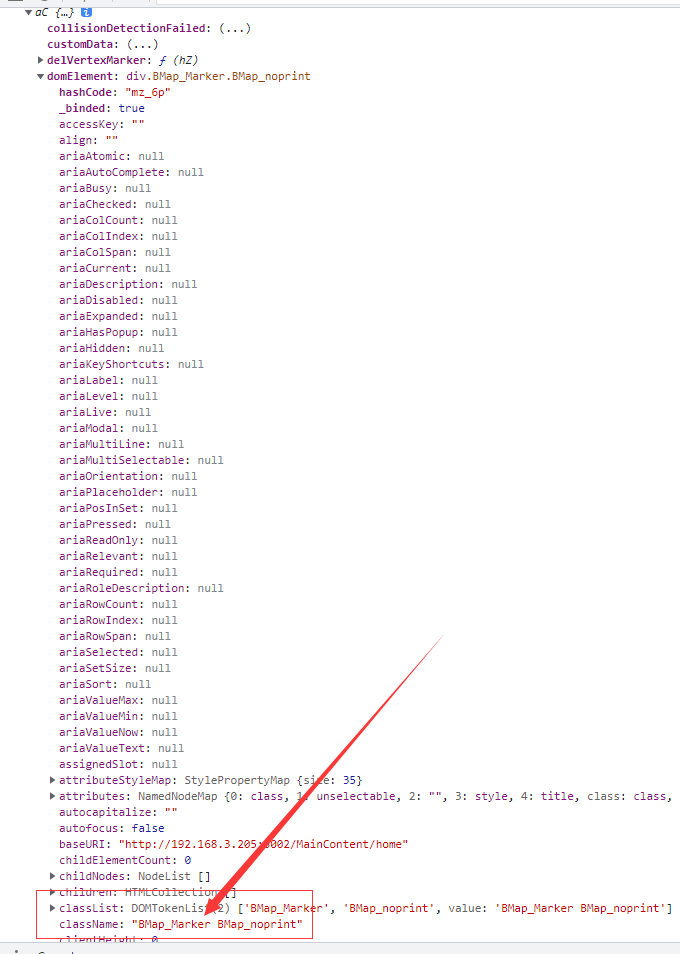 aC {…} i
collisionDetectionFailed: (...)
customData: (...)
delVertexMarker: ƒ (hZ)
domElement: div.BMap_Marker.BMap_noprint
hashCode: "mz_6p"
_binded: true
accessKey: ""
align: ""
ariaAtomic: null
ariaAutoComplete: null
ariaBusy: null
ariaChecked: null
ariaColCount: null
ariaColIndex: null
ariaColSpan: null
ariaCurrent: null
ariaDescription: null
ariaDisabled: null
ariaExpanded: null
ariaHasPopup: null
ariaHidden: null
ariaKeyShortcuts: null
ariaLabel: null
ariaLevel: null
ariaLive: null
ariaModal: null
ariaMultiLine: null
ariaMultiSelectable: null
ariaOrientation: null
ariaPlaceholder: null
ariaPosInSet: null
ariaPressed: null
ariaReadOnly: null
ariaRelevant: null
ariaRequired: null
ariaRoleDescription: null
ariaRowCount: null
ariaRowIndex: null
ariaRowSpan: null
ariaSelected: null
ariaSetSize: null
ariaSort: null
ariaValueMax: null
ariaValueMin: null
ariaValueNow: null
ariaValueText: null
assignedSlot: null
attributeStyleMap: StylePropertyMap {size: 35}
attributes: NamedNodeMap {0: class, 1: unselectable, 2: "", 3: style, 4: title, class: class,
autocapitalize: ""
autofocus: false
baseURI: "http://192.168.3.205:8002/MainContent/home"
childElementCount: 0
childNodes: NodeList []
children: HTMLCollection []
classList: DOMTokenList(2) ['BMap_Marker', 'BMap_noprint', value: 'BMap_Marker BMap_noprint']
className: "BMap_Marker BMap_noprint"
clientHeight: 0